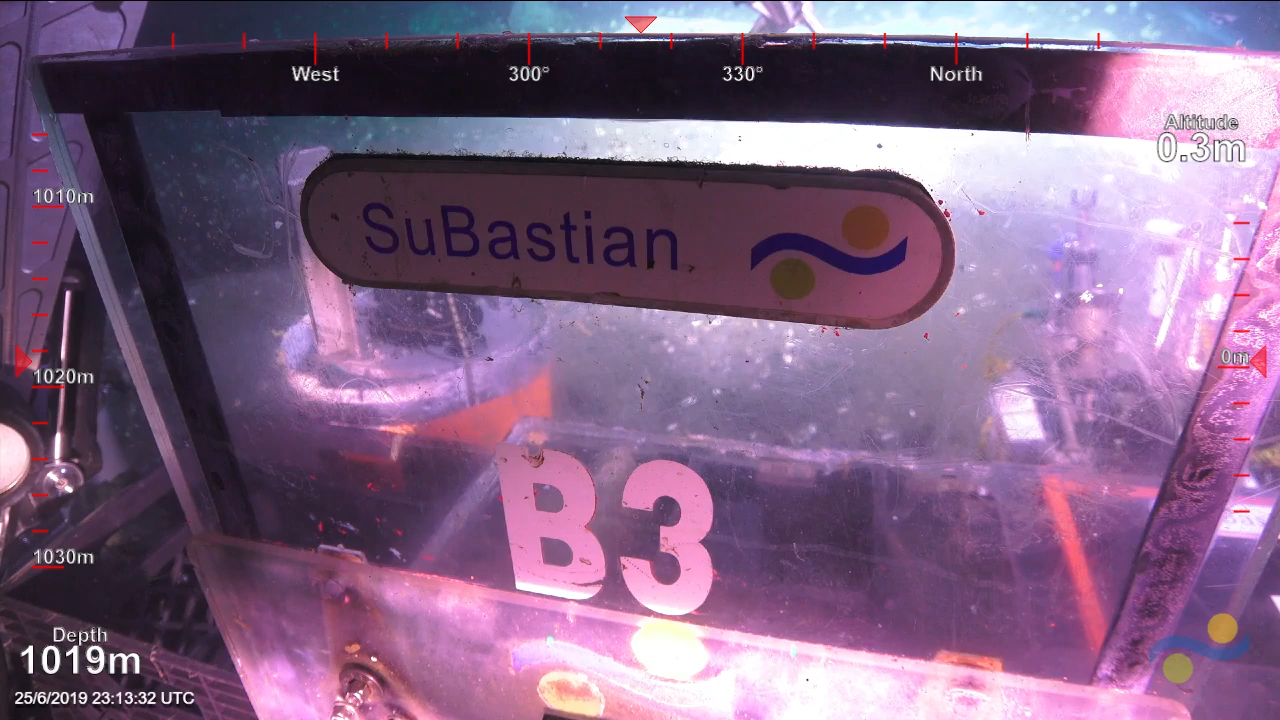 West 300° 330° North
Altitude
0.3m
1010m
SuBastian
0m
1020m
B3
1030m
Depth
1019m
25/6/2019 23:13:32 UTC